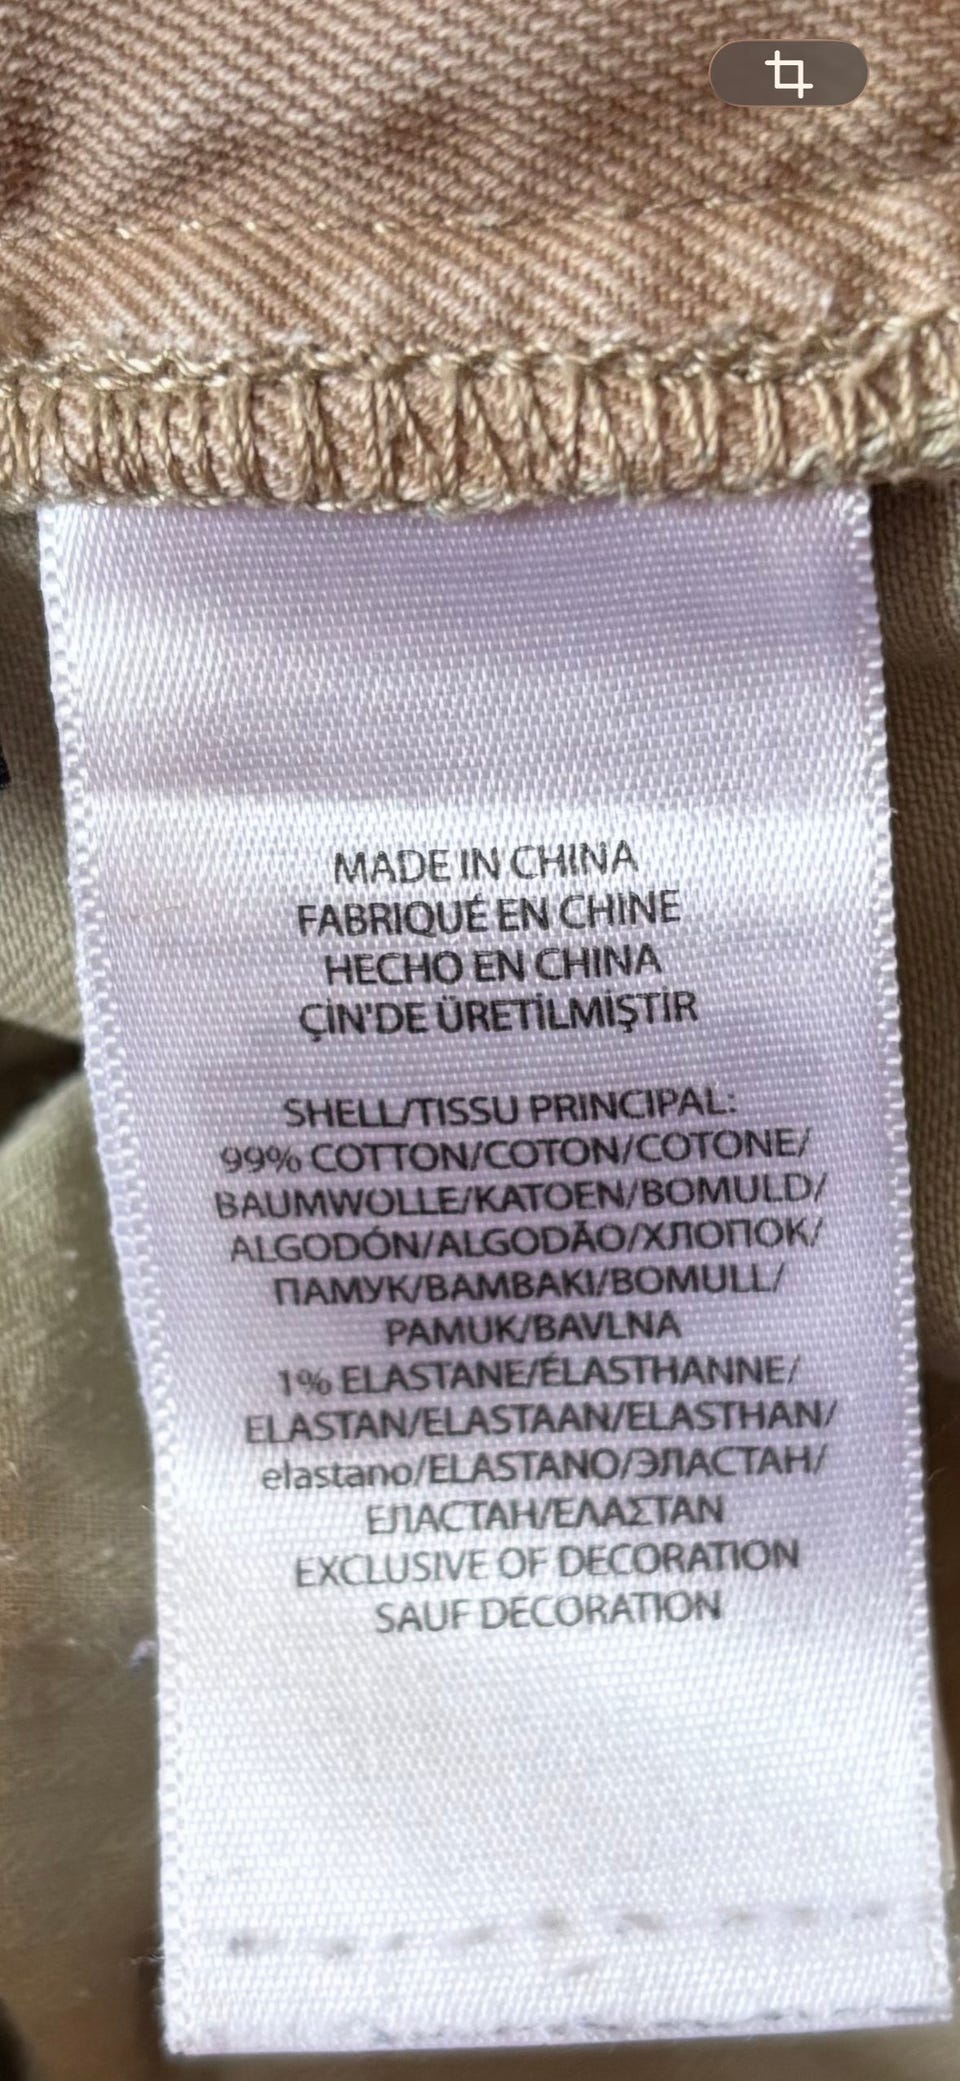 MADE IN CHINA
FABRIQUÉ EN CHINE
HECHO EN CHINA
ÇİN'DE ÜRETİLMİŞTİR
SHELL/TISSU PRINCIPAL:
99% COTTON/COTON/COTONE/
BAUMWOLLE/KATOEN/BOMULD/
ALGODÓN/ALGODÃO/ХЛОПОК/
ПАМУК/ΒΑΜΒΑΚΙ/BOMULL/
PAMUK/BAVLNA
1% ELASTANE/ÉLASTHANNE/
ELASTAN/ELASTAAN/ELASTHAN/
elastano/ELASTANO/ЭЛАСТАН/
ЕЛАСТАН/ΕΛΑΣΤΑΝ
EXCLUSIVE OF DECORATION
SAUF DÉCORATION